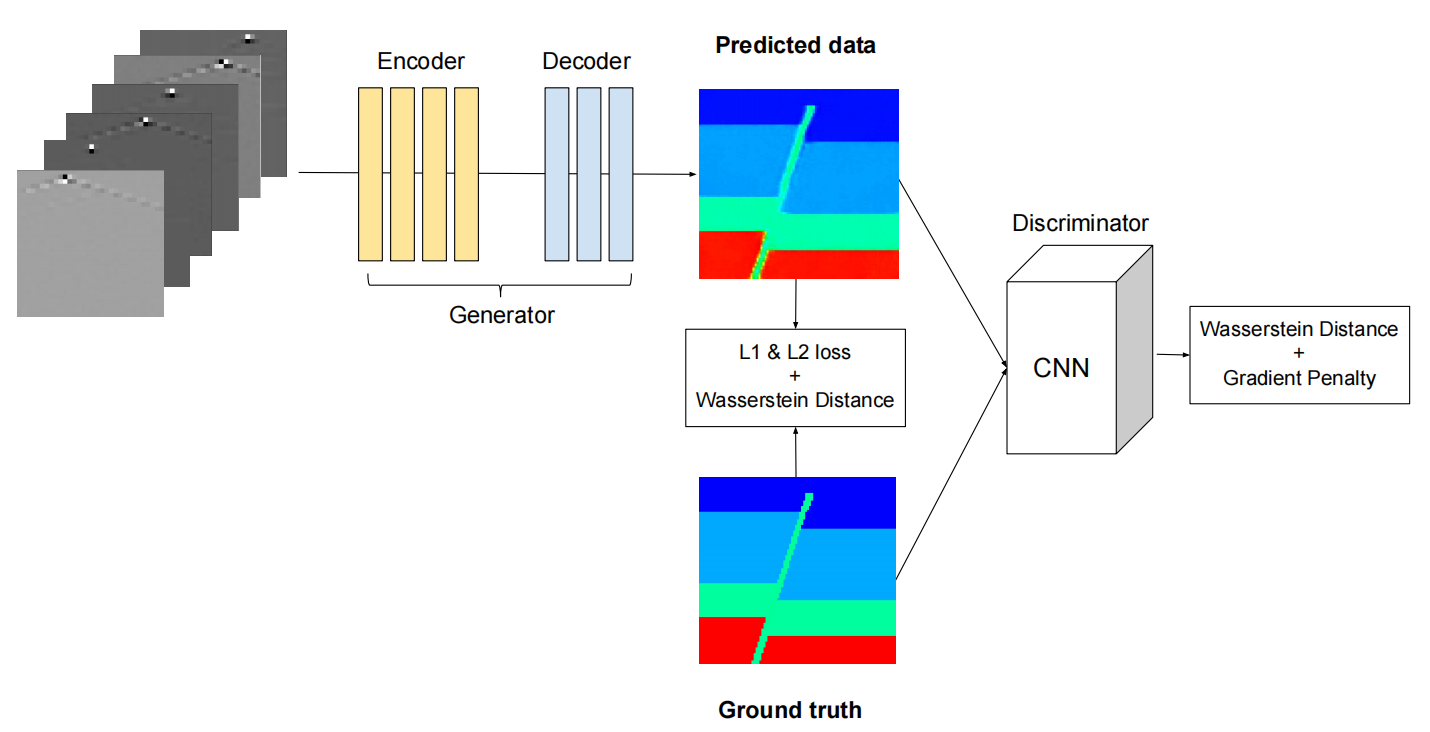 Encoder
Decoder
Predicted data
Generator
L1 & L2 loss
+
Wasserstein Distance
Discriminator
CNN
Wasserstein Distance
+
Gradient Penalty
Ground truth